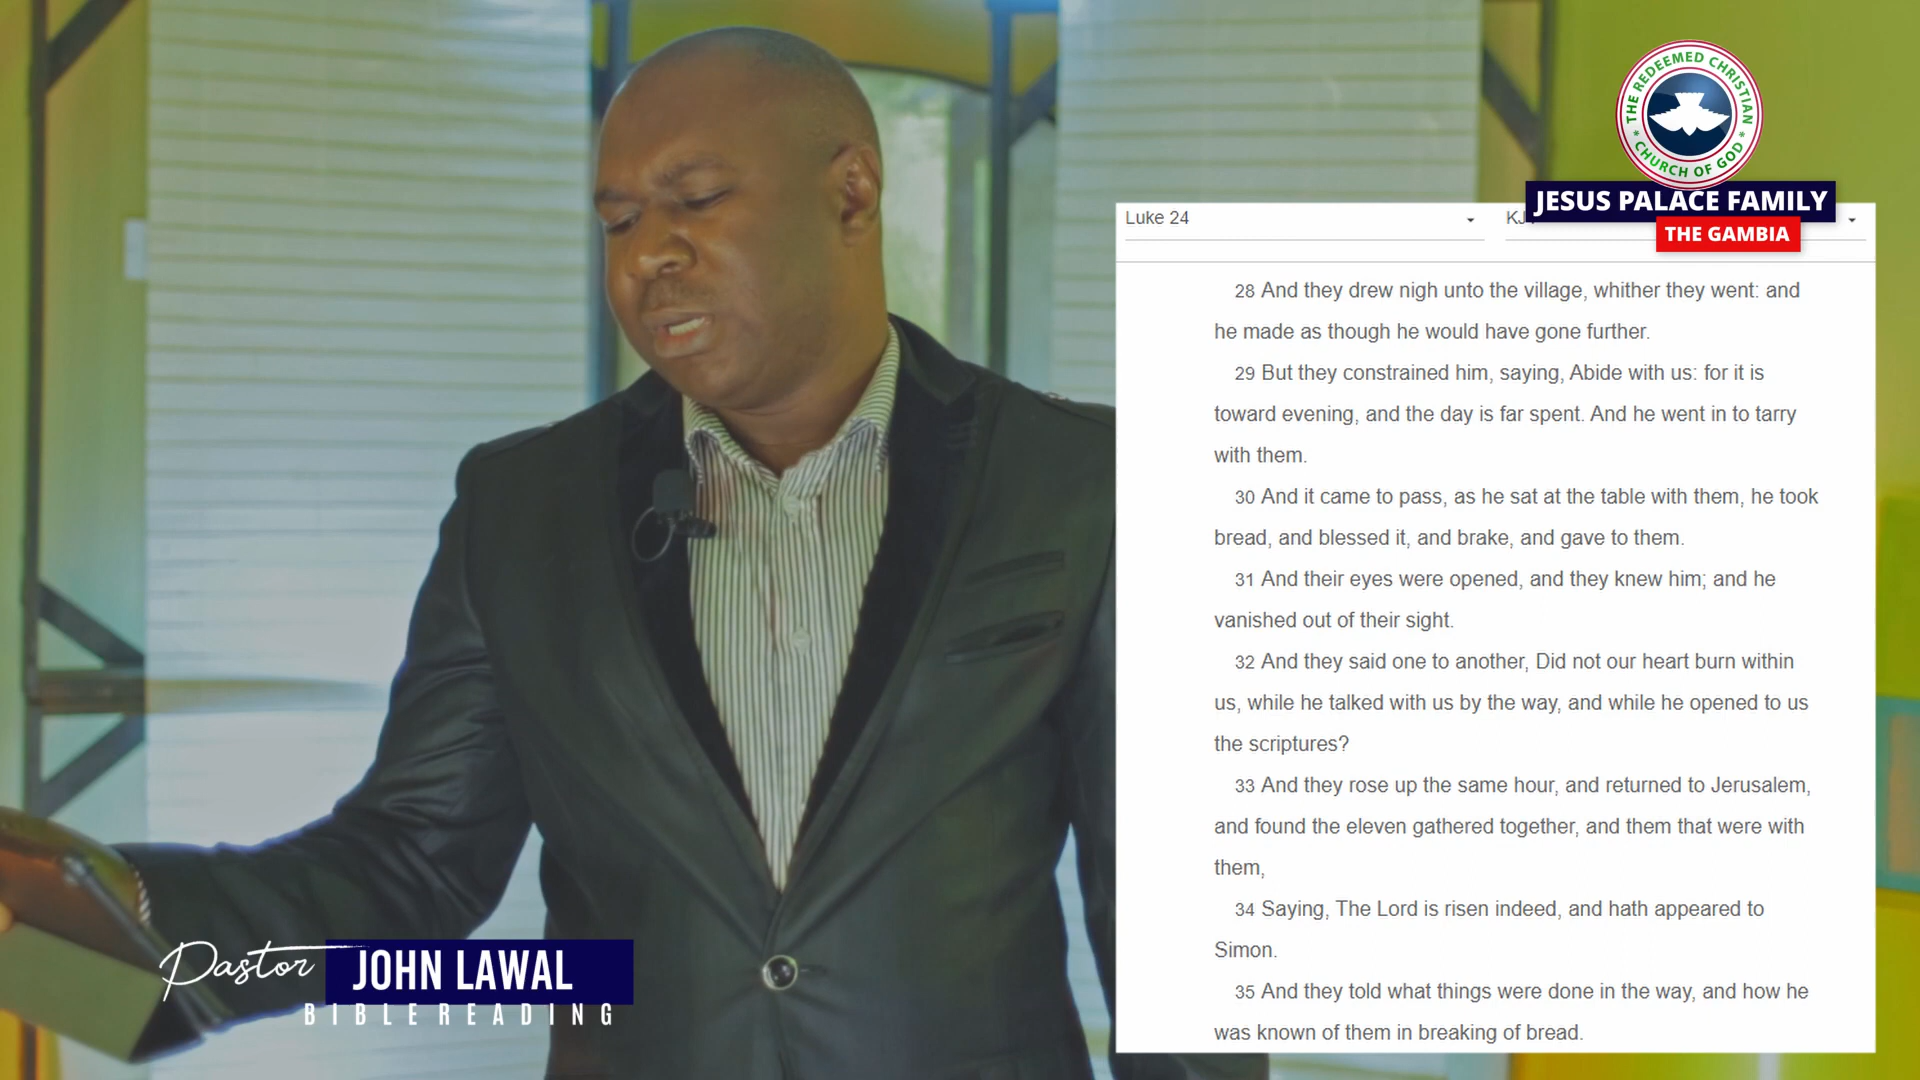 THE REDEEMED CHRISTIAN
CHURCH OF GOD
JESUS PALACE FAMILY
THE GAMBIA
Luke 24
28 And they drew nigh unto the village, whither they went: and
he made as though he would have gone further.
29 But they constrained him, saying, Abide with us: for it is
toward evening, and the day is far spent. And he went in to tarry
with them.
30 And it came to pass, as he sat at the table with them, he took
bread, and blessed it, and brake, and gave to them.
31 And their eyes were opened, and they knew him; and he
vanished out of their sight.
32 And they said one to another, Did not our heart burn within
us, while he talked with us by the way, and while he opened to us
the scriptures?
33 And they rose up the same hour, and returned to Jerusalem,
and found the eleven gathered together, and them that were with
them,
34 Saying, The Lord is risen indeed, and hath appeared to
Simon.
35 And they told what things were done in the way, and how he
was known of them in breaking of bread.
Pastor JOHN LAWAL
BIBLE READING